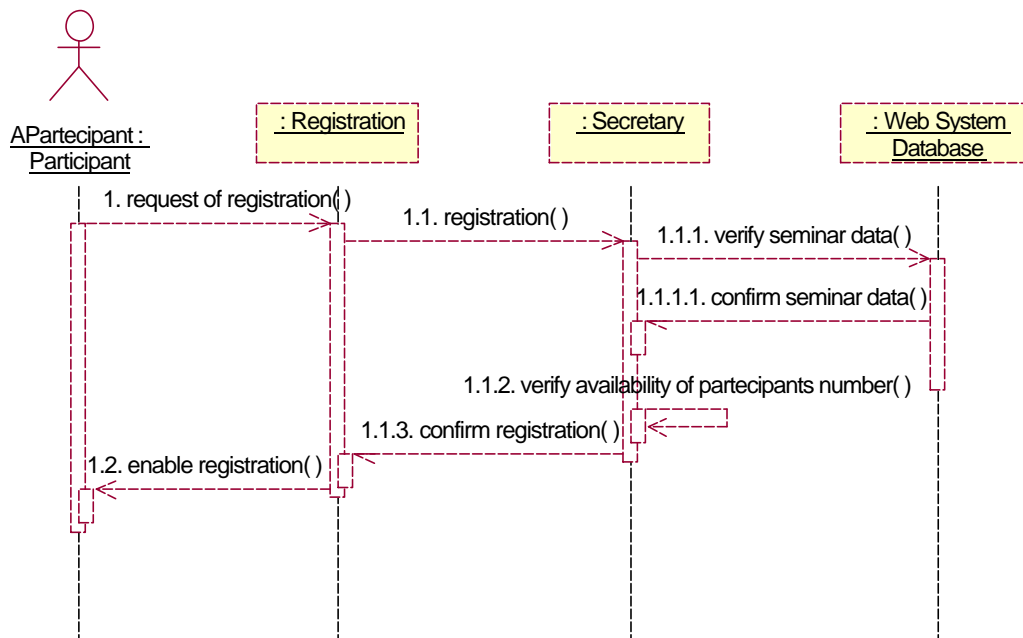 APartecipant :
Participant
: Registration
: Secretary
: Web System
Database
1. request of registration( )
1.1. registration( )
1.1.1. verify seminar data( )
1.1.1.1. confirm seminar data( )
1.1.2. verify availability of partecipants number( )
1.1.3. confirm registration( )
1.2. enable registration( )